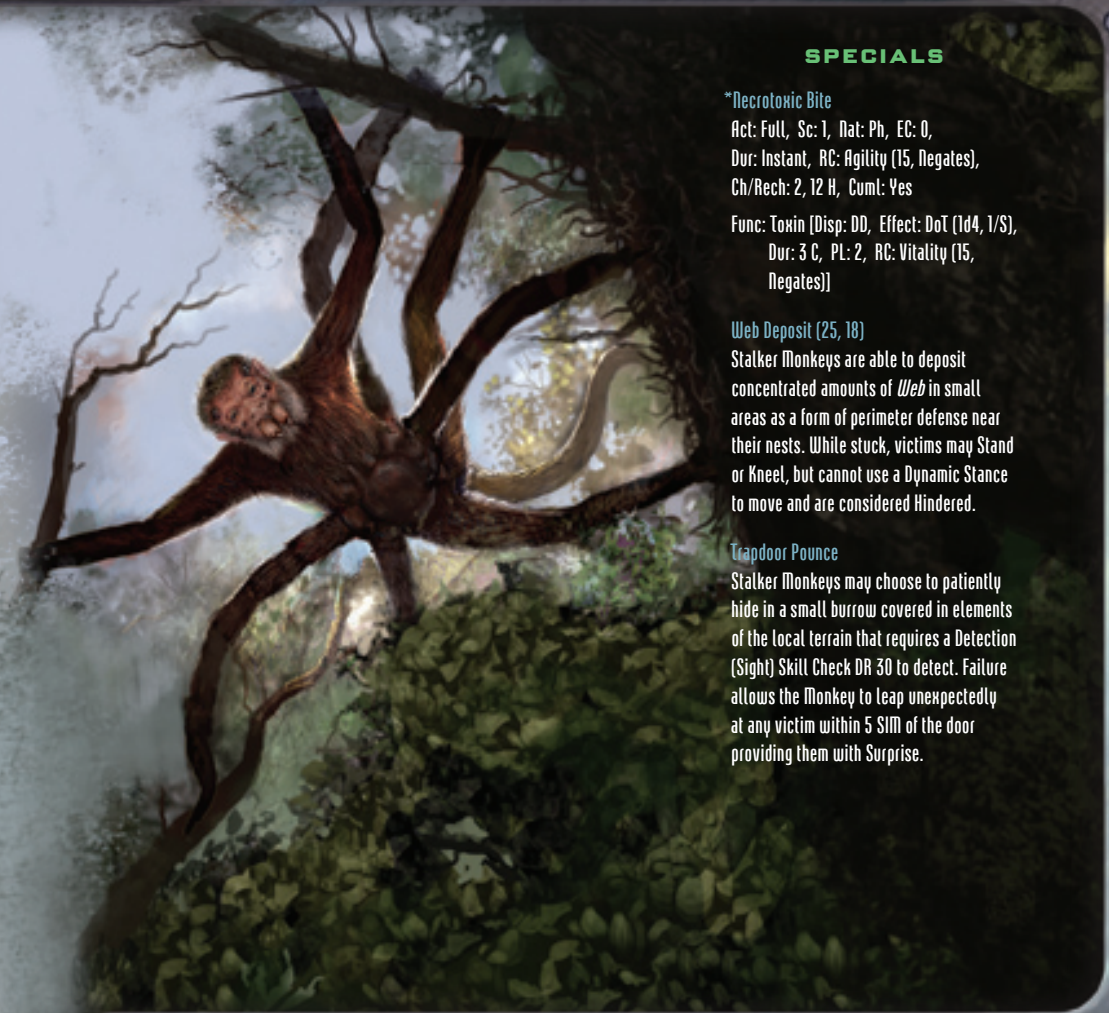 SPECIALS
*Necrotoxic Bite
Act: Full, Sc: 1, Nat: Ph, EC: 0,
Dur: Instant, RC: Agility (15, Negates),
Ch/Rech: 2, 12 H, Cuml: Yes
Func: Toxin [Disp: DD, Effect: DoT (1d4, 1/S),
Dur: 3 C, PL: 2, RC: Vitality (15,
Negates)]
Web Deposit (25, 18)
Stalker Monkeys are able to deposit
concentrated amounts of Web in small
areas as a form of perimeter defense near
their nests. While stuck, victims may Stand
or Kneel, but cannot use a Dynamic Stance
to move and are considered Hindered.
Trapdoor Pounce
Stalker Monkeys may choose to patiently
hide in a small burrow covered in elements
of the local terrain that requires a Detection
(Sight) Skill Check DR 30 to detect. Failure
allows the Monkey to leap unexpectedly
at any victim within 5 SIM of the door
providing them with Surprise.